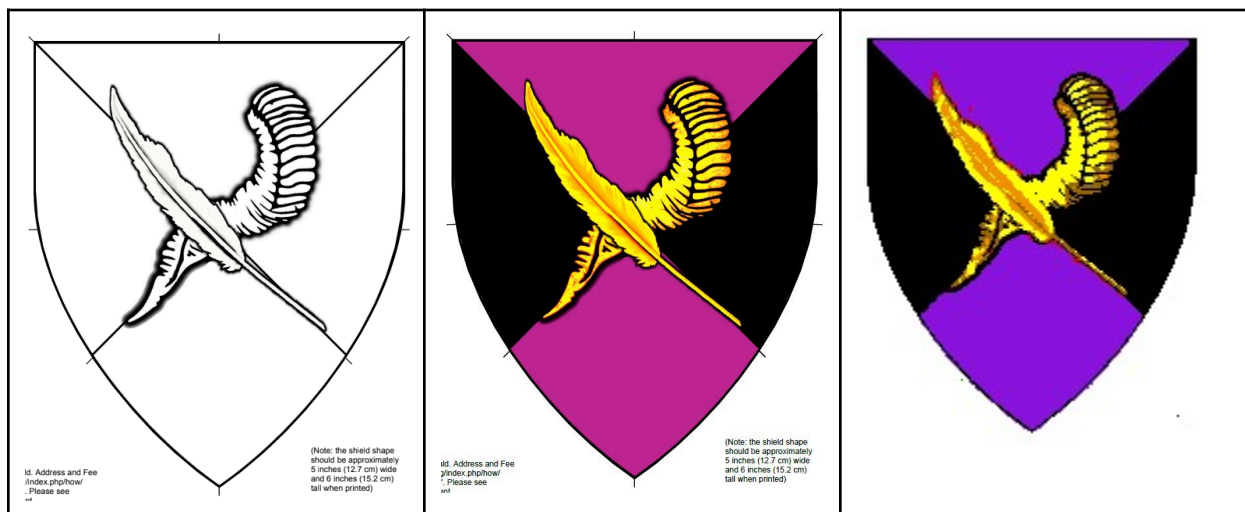 ld. Address and Fee
/index.php/how/
. Please see
(Note: the shield shape
should be approximately
5 inches (12.7 cm) wide
and 6 inches (15.2 cm)
tall when printed)
uld. Address and Fee
g/index.php/how/
". Please see
(Note: the shield shape
should be approximately
5 inches (12.7 cm) wide
and 6 inches (15.2 cm)
tall when printed)